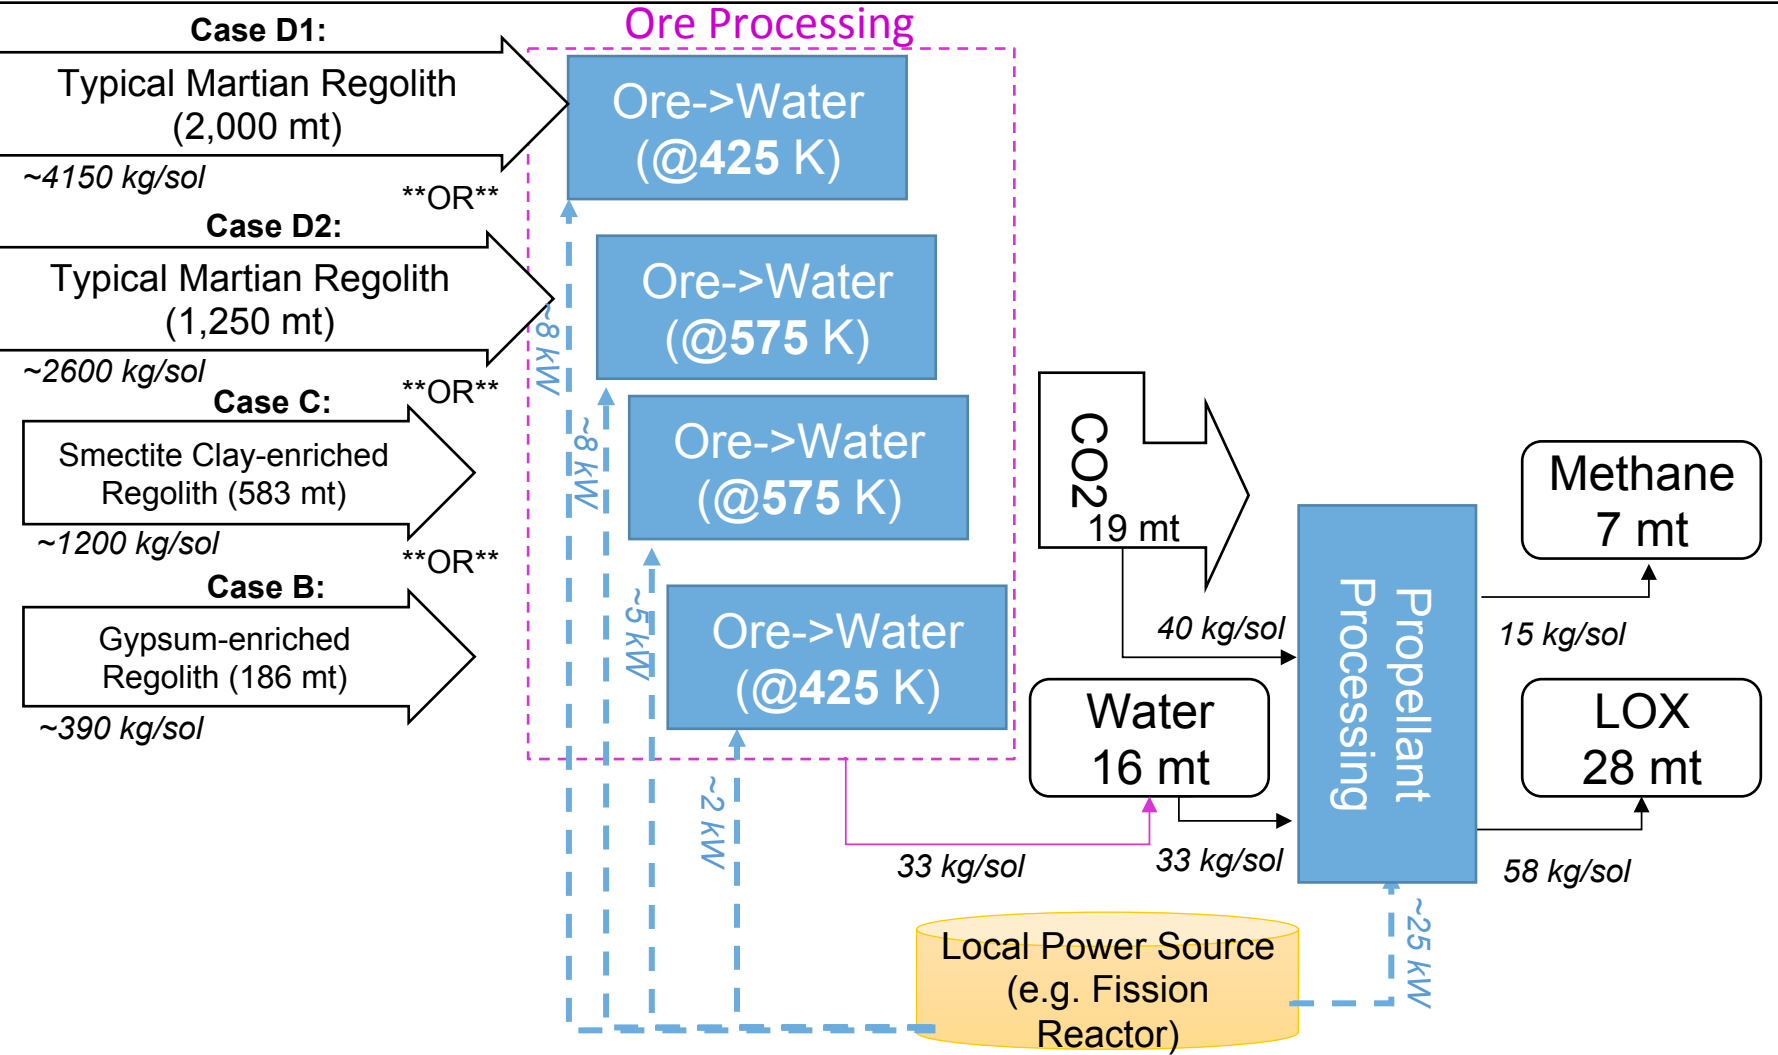 Ore Processing
Case D1:
Typical Martian Regolith
(2,000 mt)
~4150 kg/sol
**OR**
Ore->Water
(@425 K)
Case D2:
Typical Martian Regolith
(1,250 mt)
~2600 kg/sol
**OR**
Ore->Water
(@575 K)
~8 kW
Case C:
Smectite Clay-enriched
Regolith (583 mt)
~1200 kg/sol
**OR**
Ore->Water
(@575 K)
~8 kW
Case B:
Gypsum-enriched
Regolith (186 mt)
~390 kg/sol
Ore->Water
(@425 K)
~5 kW
~2 kW
CO2
19 mt
40 kg/sol
Water
16 mt
33 kg/sol
33 kg/sol
Propellant
Processing
Methane
7 mt
15 kg/sol
LOX
28 mt
58 kg/sol
~25 kW
Local Power Source
(e.g. Fission
Reactor)